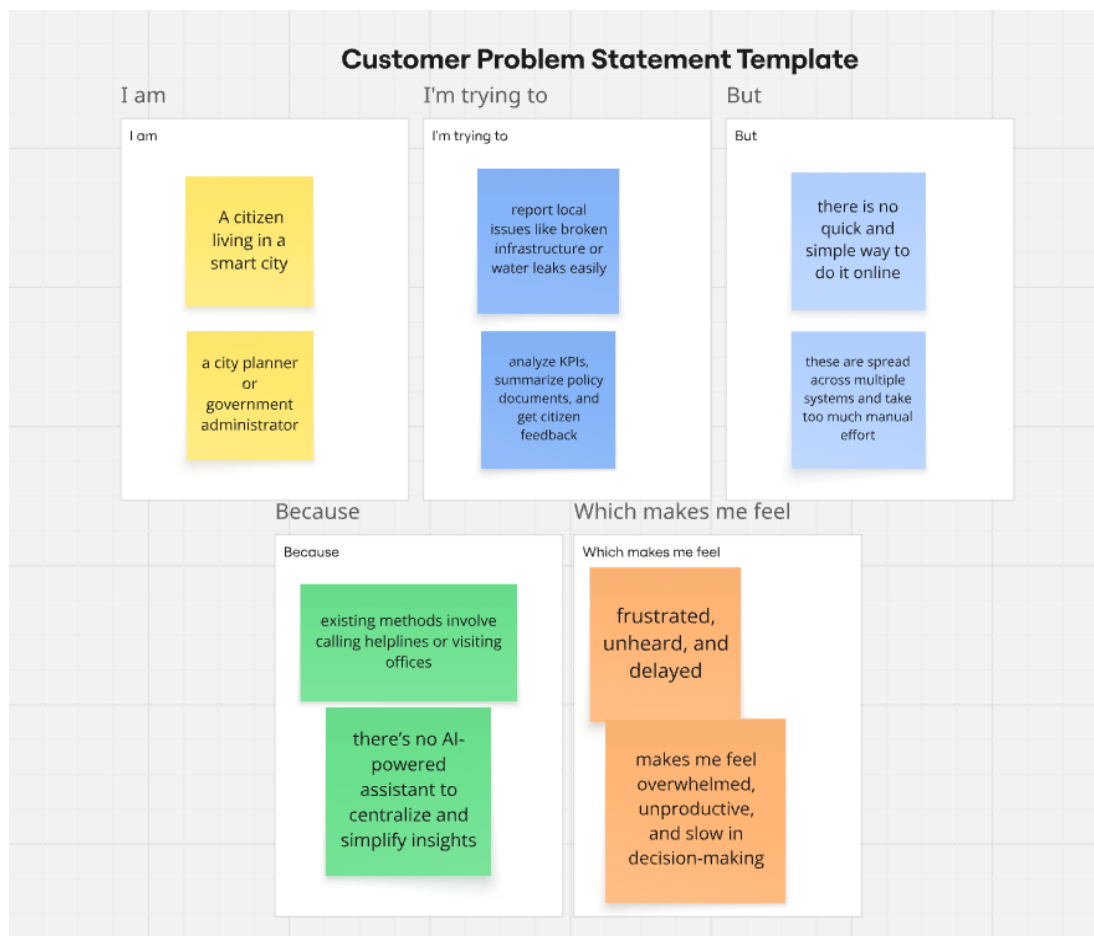 Customer Problem Statement Template
I am
I'm trying to
But
I am
A citizen
living in a
smart city
a city planner
or
government
administrator
I'm trying to
report local
issues like broken
infrastructure or
water leaks easily
analyze KPIs,
summarize policy
documents, and
get citizen
feedback
But
there is no
quick and
simple way to
do it online
these are spread
across multiple
systems and take
too much manual
effort
Because
Which makes me feel
Because
existing methods involve
calling helplines or visiting
offices
there's no AI-
powered
assistant to
centralize and
simplify insights
Which makes me feel
frustrated,
unheard, and
delayed
makes me feel
overwhelmed,
unproductive,
and slow in
decision-making